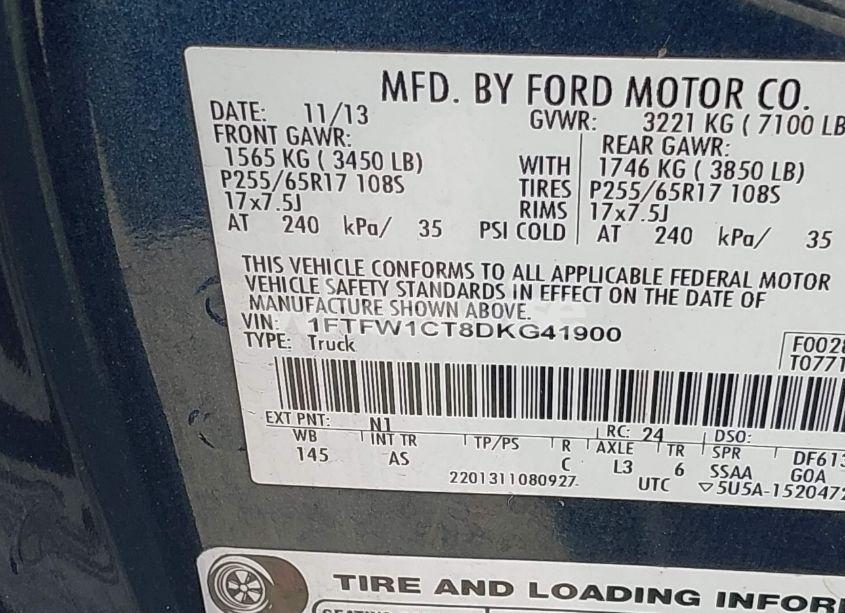 MFD. BY FORD MOTOR CO.
DATE: 11/13 GVWR: 3221 KG ( 7100 LB
FRONT GAWR: REAR GAWR:
1565 KG ( 3450 LB) WITH 1746 KG ( 3850 LB)
P255/65R17 108S TIRES P255/65R17 108S
17x7.5J RIMS 17x7.5J
AT 240 kPa/ 35 PSI COLD AT 240 kPa/ 35
THIS VEHICLE CONFORMS TO ALL APPLICABLE FEDERAL MOTOR
VEHICLE SAFETY STANDARDS IN EFFECT ON THE DATE OF
MANUFACTURE SHOWN ABOVE.
VIN: 1FTFW1CT8DKG41900
TYPE: Truck
F0028
T0771
EXT PNT: N1 RC: 24 DSO:
WB INT TR TP/PS R AXLE TR SPR DF613
145 AS C L3 6 SSAA GOA
2201311080927 UTC ▽5U5A-1520472
TIRE AND LOADING INFOR